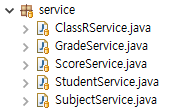 service
ClassRService.java
GradeService.java
ScoreService.java
StudentService.java
SubjectService.java